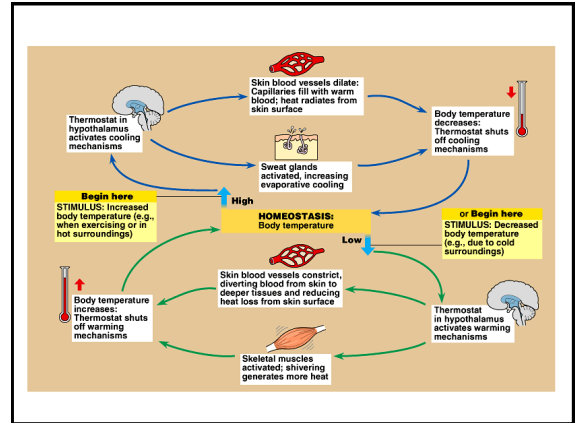 Skin blood vessels dilate:
Capillaries fill with warm
blood; heat radiates from
skin surface
Thermostat in
hypothalamus
activates cooling
mechanisms
Body temperature
decreases:
Thermostat shuts
off cooling
mechanisms
Sweat glands
activated, increasing
evaporative cooling
Begin here
STIMULUS: Increased
body temperature (e.g.,
when exercising or in
hot surroundings)
High
HOMEOSTASIS:
Body temperature
Low
or Begin here
STIMULUS: Decreased
body temperature
(e.g., due to cold
surroundings)
Skin blood vessels constrict,
diverting blood from skin to
deeper tissues and reducing
heat loss from skin surface
Body temperature
increases:
Thermostat shuts
off warming
mechanisms
Thermostat
in hypothalamus
activates warming
mechanisms
Skeletal muscles
activated; shivering
generates more heat